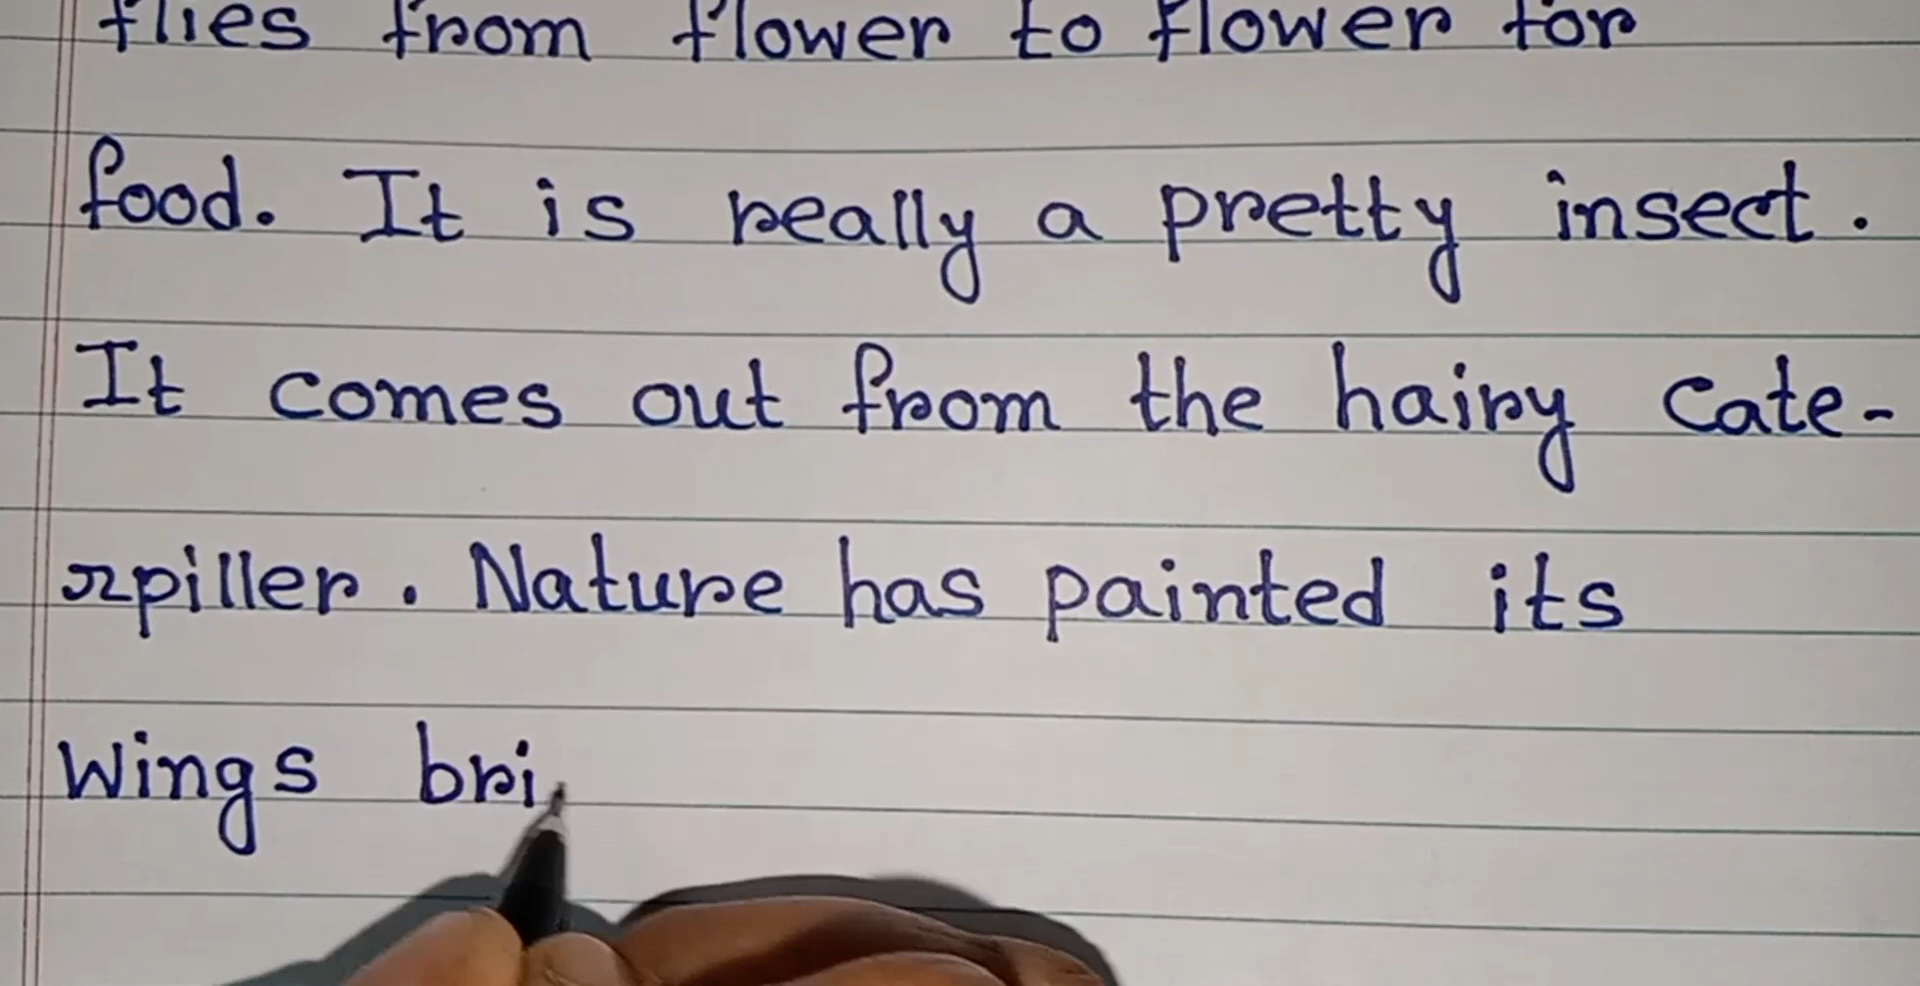 flies from flower to flower for
food. It is really a pretty insect.
It comes out from the hairy Cate-
rpiller. Nature has painted its
wings bri